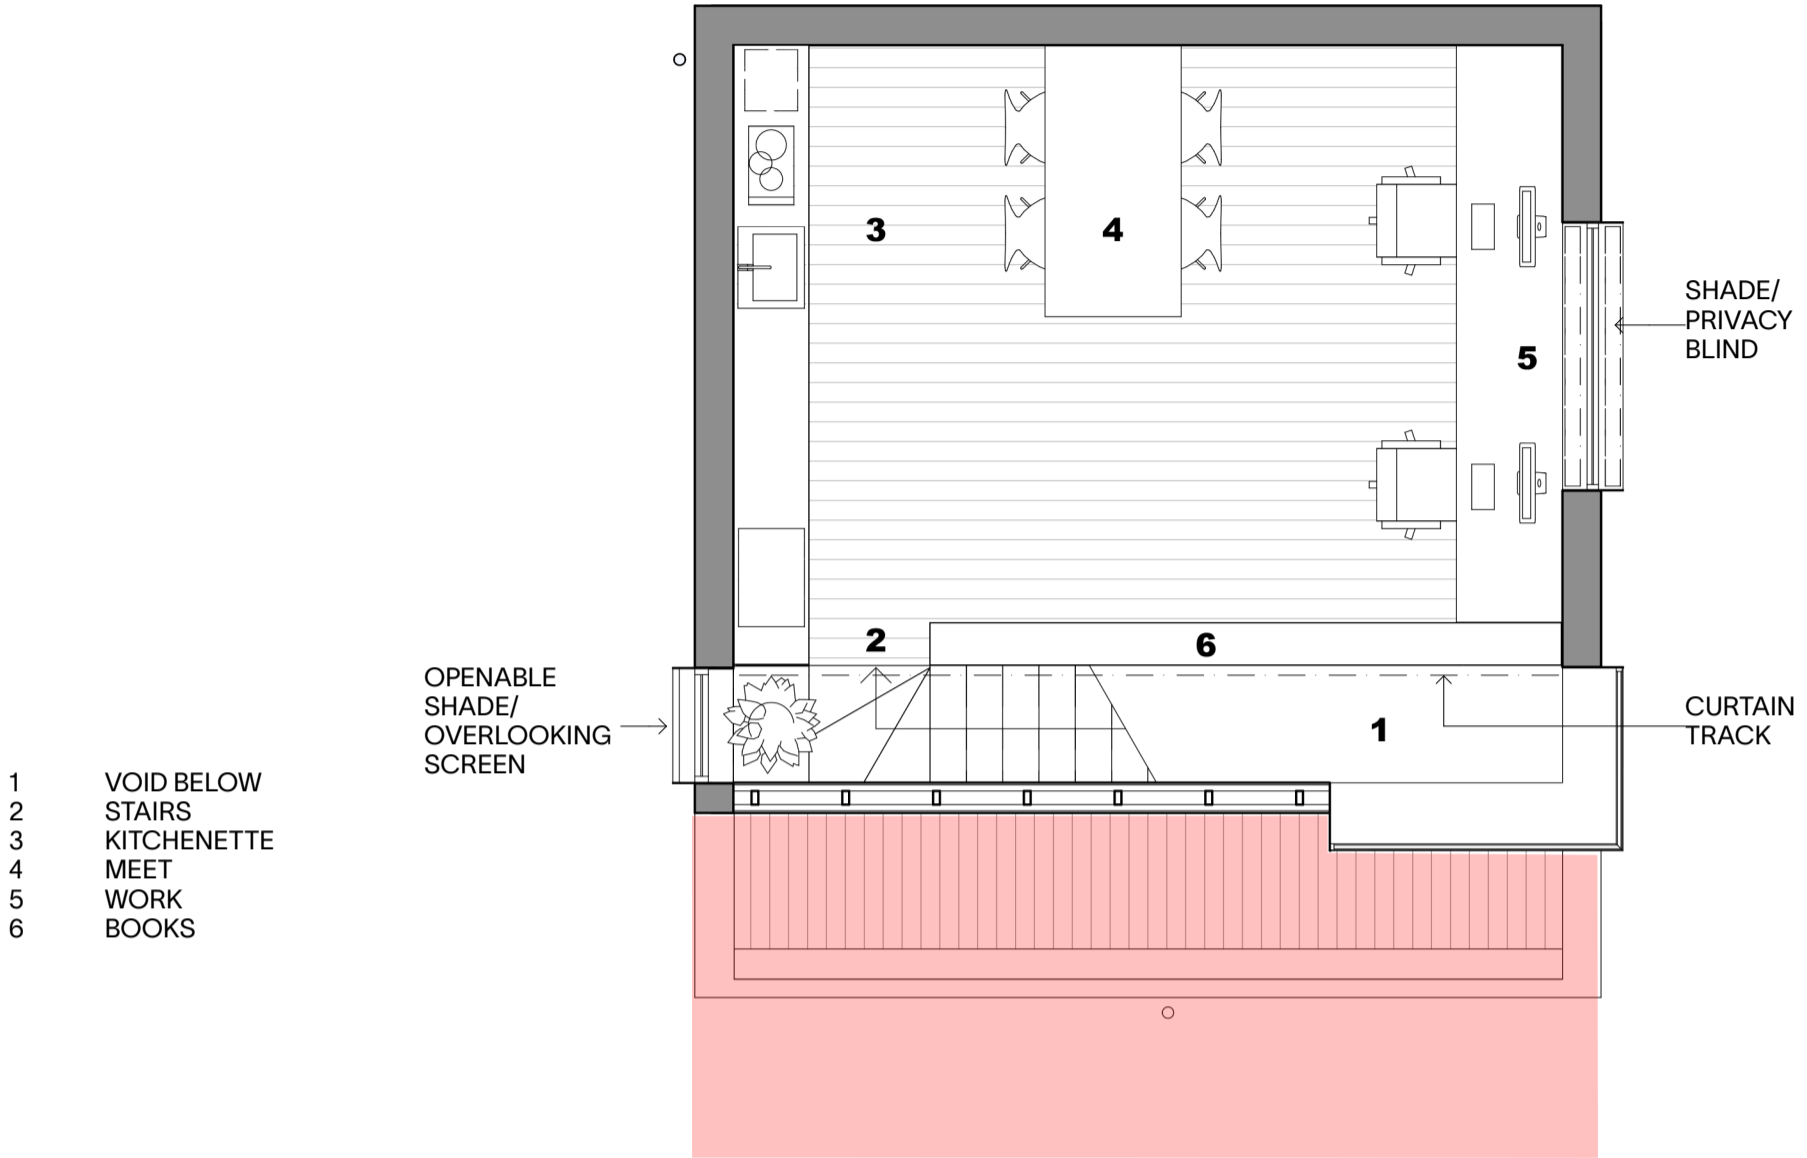 3
4
SHADE/
PRIVACY
BLIND
5
2
6
OPENABLE
SHADE/
OVERLOOKING
SCREEN
1
CURTAIN
TRACK
1 VOID BELOW
2 STAIRS
3 KITCHENETTE
4 MEET
5 WORK
6 BOOKS